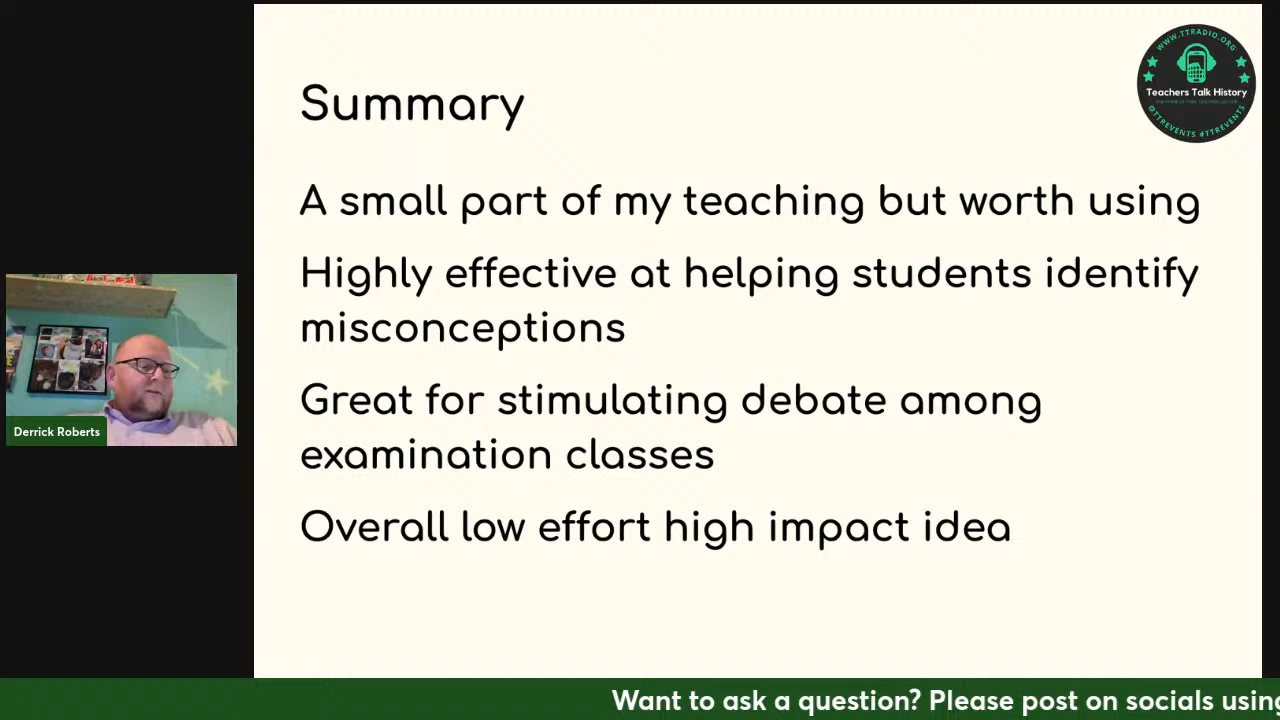 Summary
A small part of my teaching but worth using
Highly effective at helping students identify
misconceptions
Great for stimulating debate among
examination classes
Overall low effort high impact idea
WWW.TTRADIO.ORG
Teachers Talk History
@TTREVENTS #TTREVENTS
Derrick Roberts
Want to ask a question? Please post on socials using